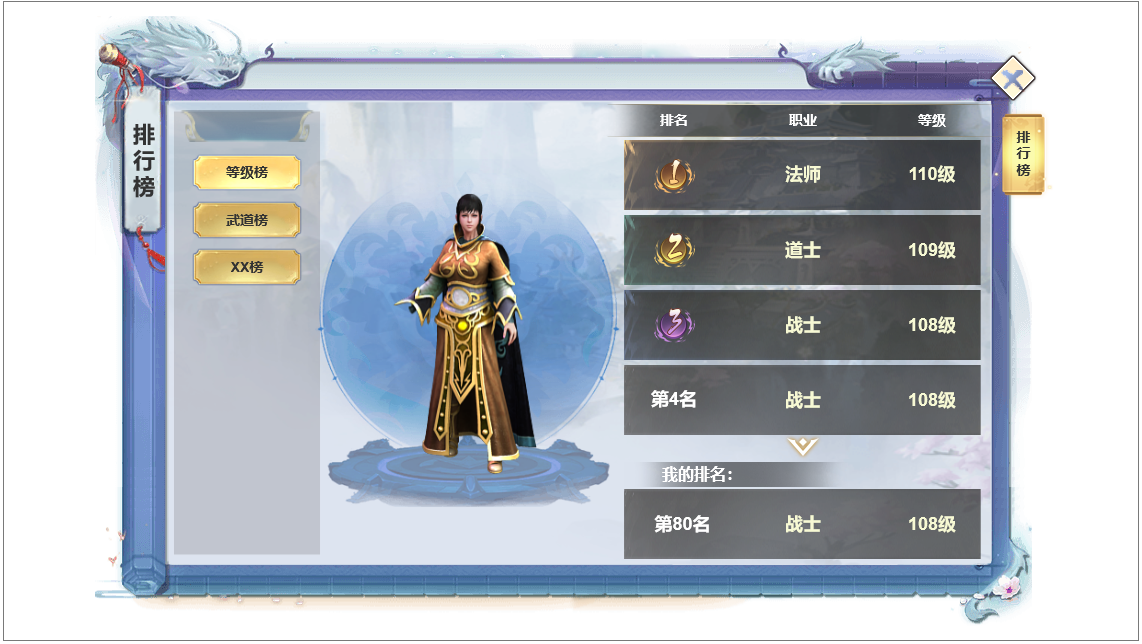 排行榜
等级榜
武道榜
XX榜
排名 职业 等级
1 法师 110级
2 道士 109级
3 战士 108级
第4名 战士 108级
我的排名：
第80名 战士 108级
排行榜